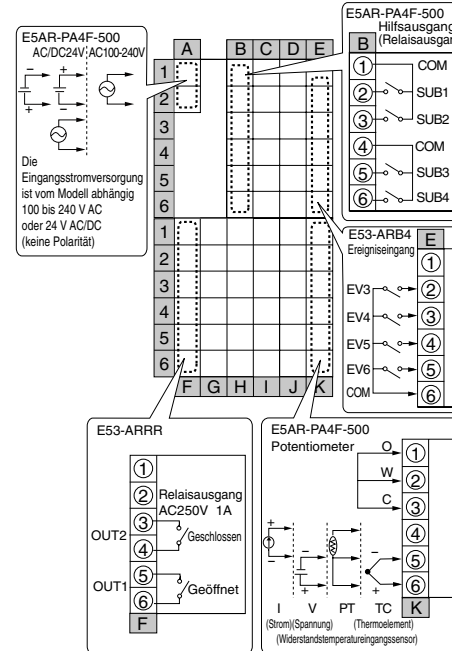 E5AR-PA4F-500
AC/DC24V AC100-240V
− + 
+ −
Die
Eingangsstromversorgung
ist vom Modell abhängig
100 bis 240 V AC
oder 24 V AC/DC
(keine Polarität)
A B C D E
1
2
3
4
5
6
1
2
3
4
5
6
F G H I J K
E5AR-PA4F-500
Hilfsausgang
(Relaisausgan
B
1 COM
2 SUB1
3 SUB2
4 COM
5 SUB3
6 SUB4
E53-ARB4
Ereigniseingang
E
1
EV3 2
EV4 3
EV5 4
EV6 5
COM 6
E53-ARRR
1
2 Relaisausgang
AC250V 1A
OUT2 3 Geschlossen
4
OUT1 5 Geöffnet
6
F
E5AR-PA4F-500
Potentiometer
O 1
W 2
C 3
4
+ − − 5
− + + 6
I V PT TC K
(Strom)(Spannung) (Thermoelement)
(Widerstandstemperatureingangssensor)